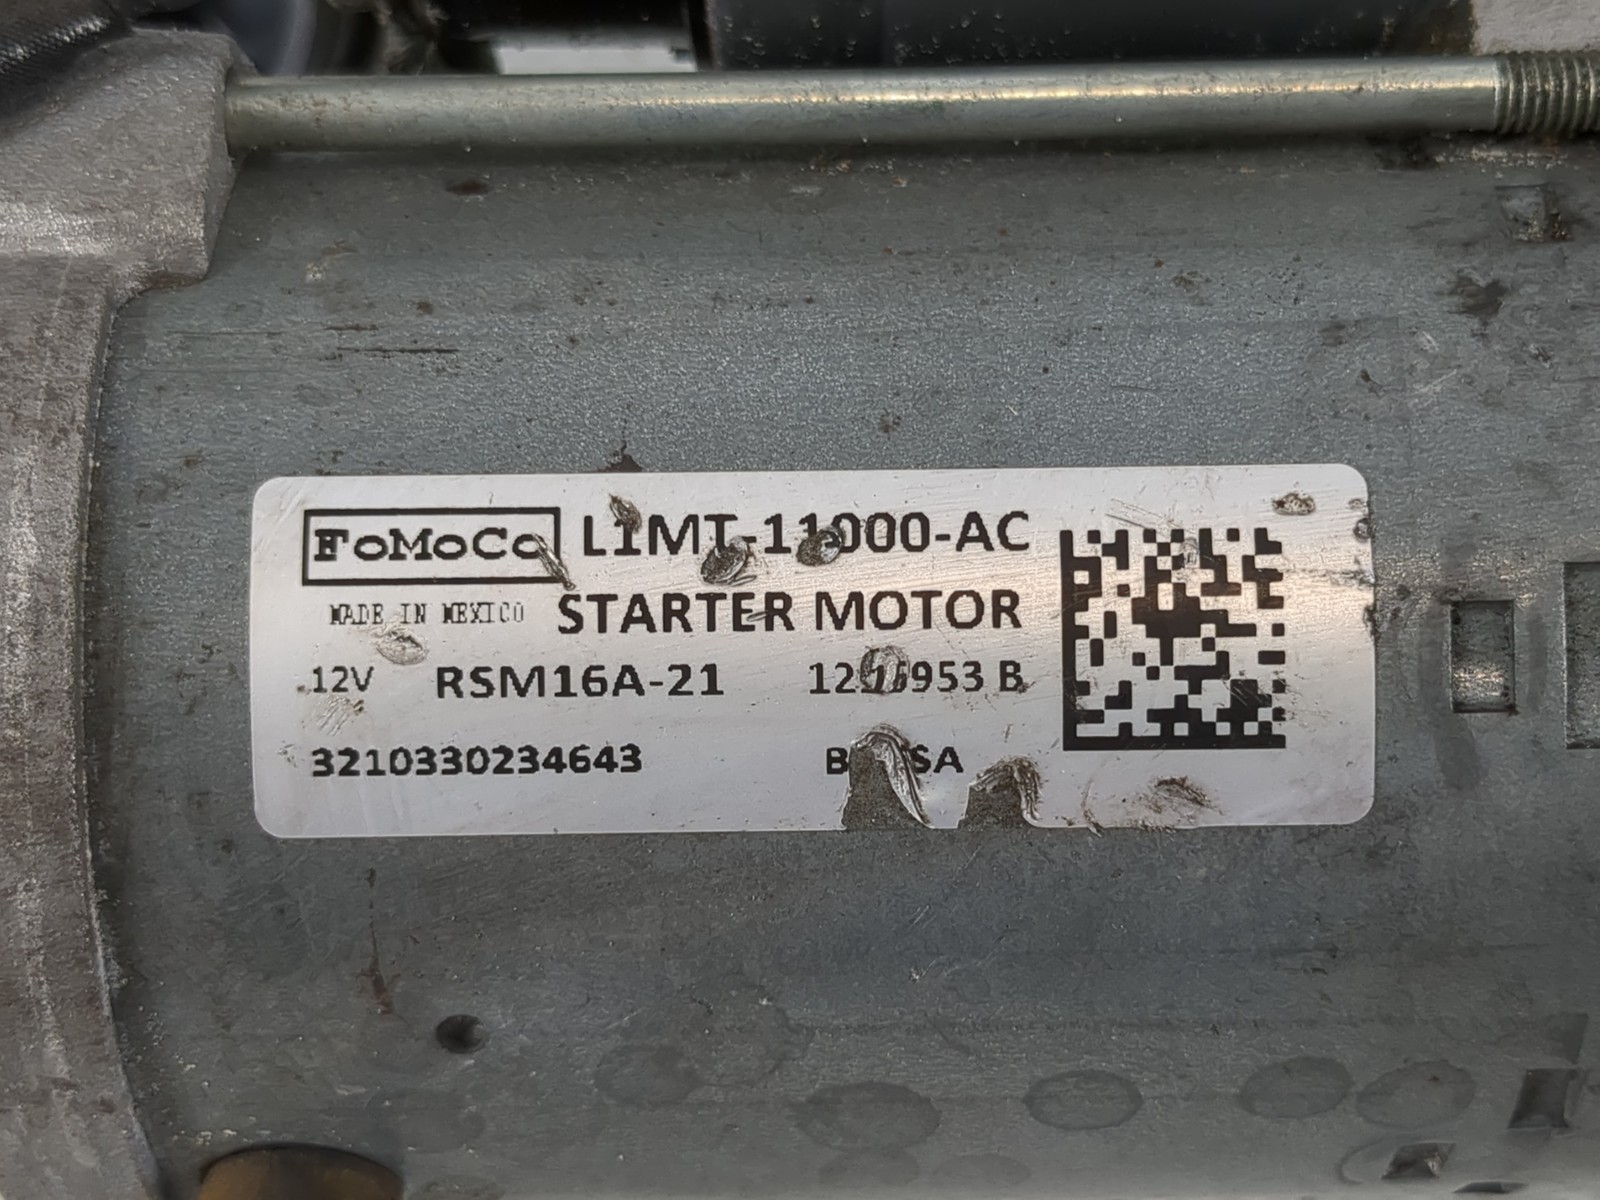 FoMoCo L1MT-11000-AC
MADE IN MEXICO STARTER MOTOR
12V RSM16A-21 B
3210330234643